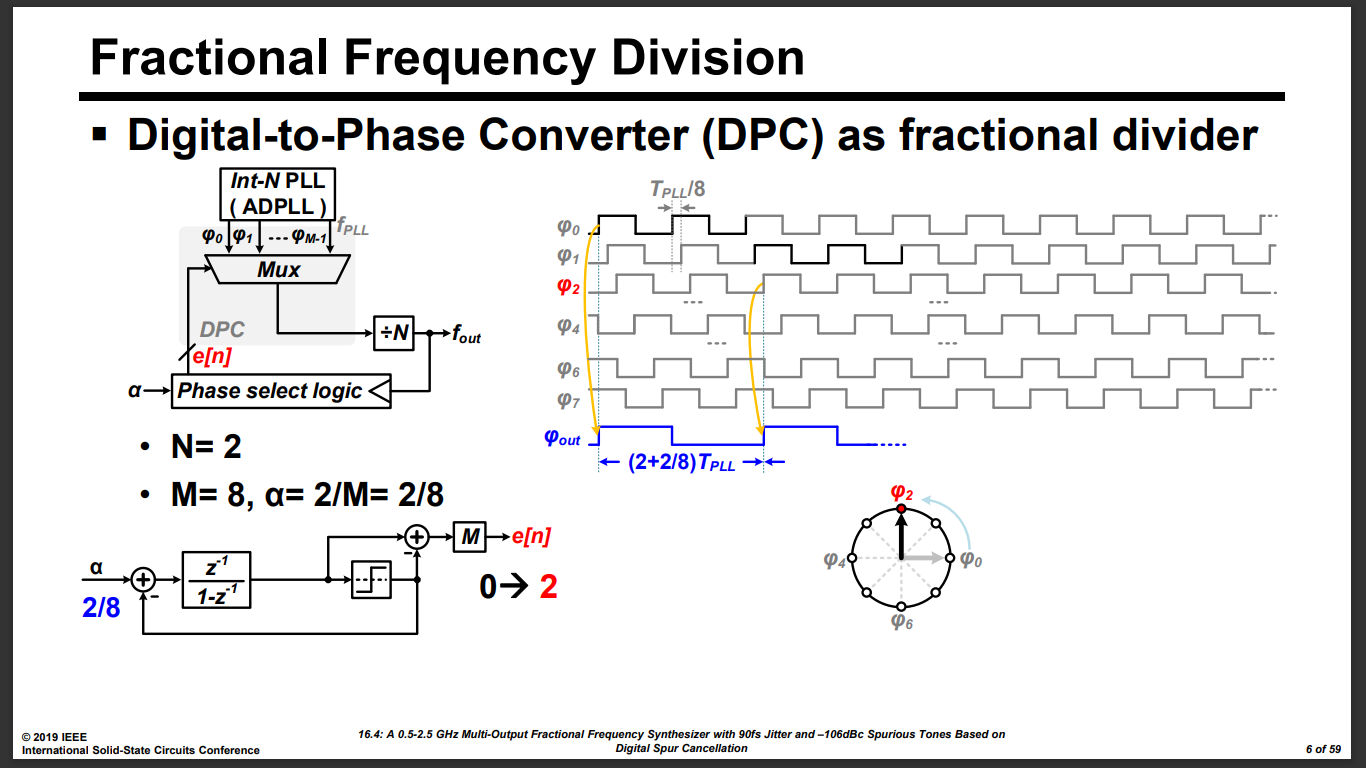 Fractional Frequency Division
▪ Digital-to-Phase Converter (DPC) as fractional divider
Int-N PLL
( ADPLL )
fPLL
φ0 φ1 --- φM-1
Mux
DPC
÷N
fout
e[n]
α
Phase select logic
• N= 2
• M= 8, α= 2/M= 2/8
α
2/8
+
-
z-1
1-z-1
+
-
M
e[n]
0→ 2
TPLL/8
φ0
φ1
φ2
φ4
φ6
φ7
φout
(2+2/8)TPLL
φ2
φ4
φ0
φ6
© 2019 IEEE
International Solid-State Circuits Conference
16.4: A 0.5-2.5 GHz Multi-Output Fractional Frequency Synthesizer with 90fs Jitter and –106dBc Spurious Tones Based on
Digital Spur Cancellation
6 of 59